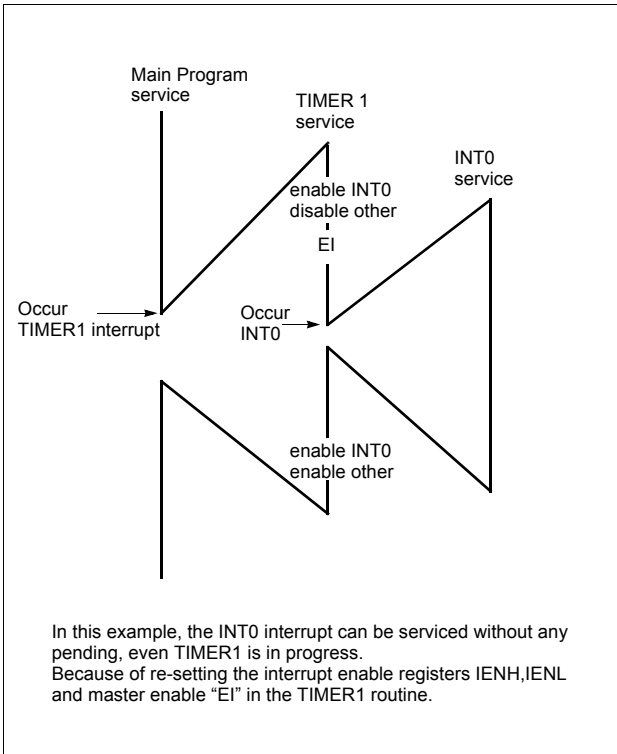 Main Program
service
TIMER 1
service
INT0
service
enable INT0
disable other
EI
Occur
TIMER1 interrupt
Occur
INT0
enable INT0
enable other
In this example, the INT0 interrupt can be serviced without any
pending, even TIMER1 is in progress.
Because of re-setting the interrupt enable registers IENH,IENL
and master enable “EI” in the TIMER1 routine.